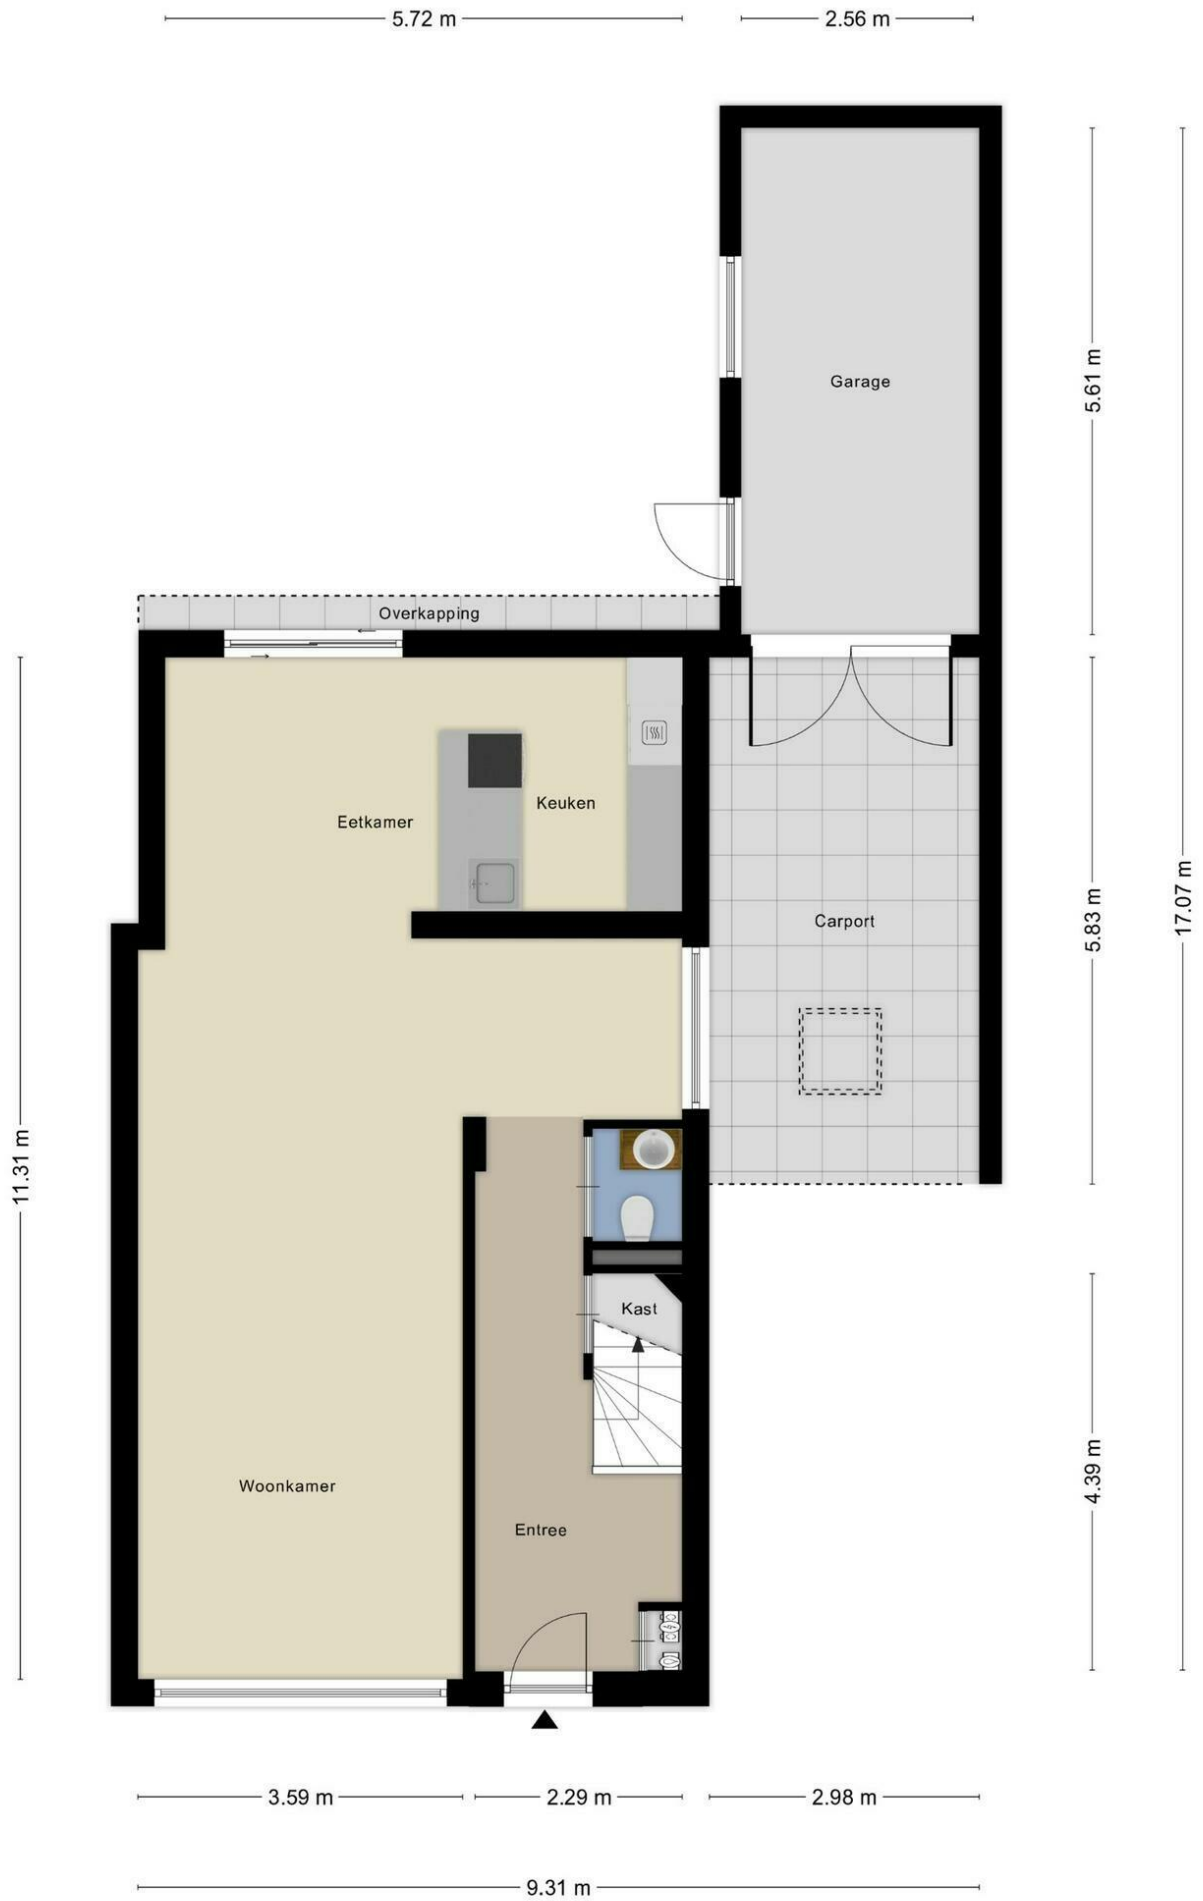 5.72 m
2.56 m
Garage
5.61 m
Overkapping
Keuken
Eetkamer
Carport
5.83 m
17.07 m
11.31 m
Kast
4.39 m
Woonkamer
Entree
3.59 m
2.29 m
2.98 m
9.31 m